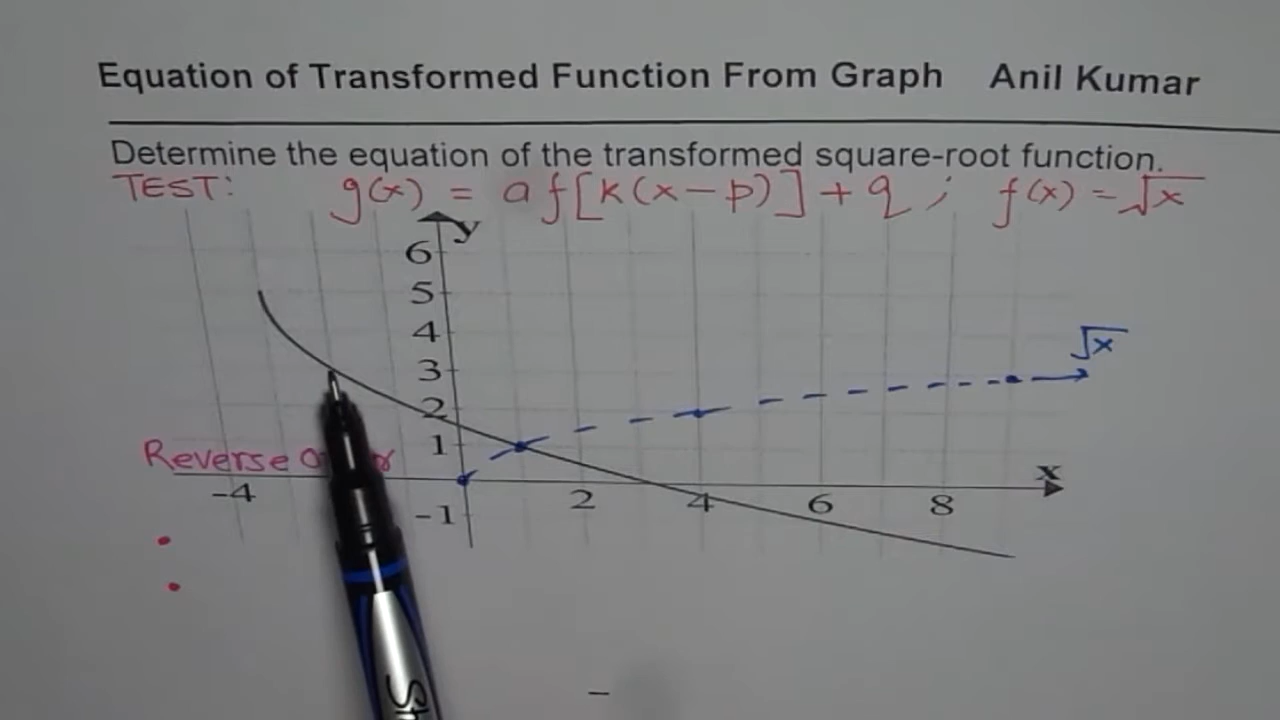 Equation of Transformed Function From Graph Anil Kumar
Determine the equation of the transformed square-root function.
TEST: g(x) = a f[k(x-p)] + q ; f(x) = √x
y
6
5
4
3
2
1
-1
√x
Reverse
x
-4 2 4 6 8